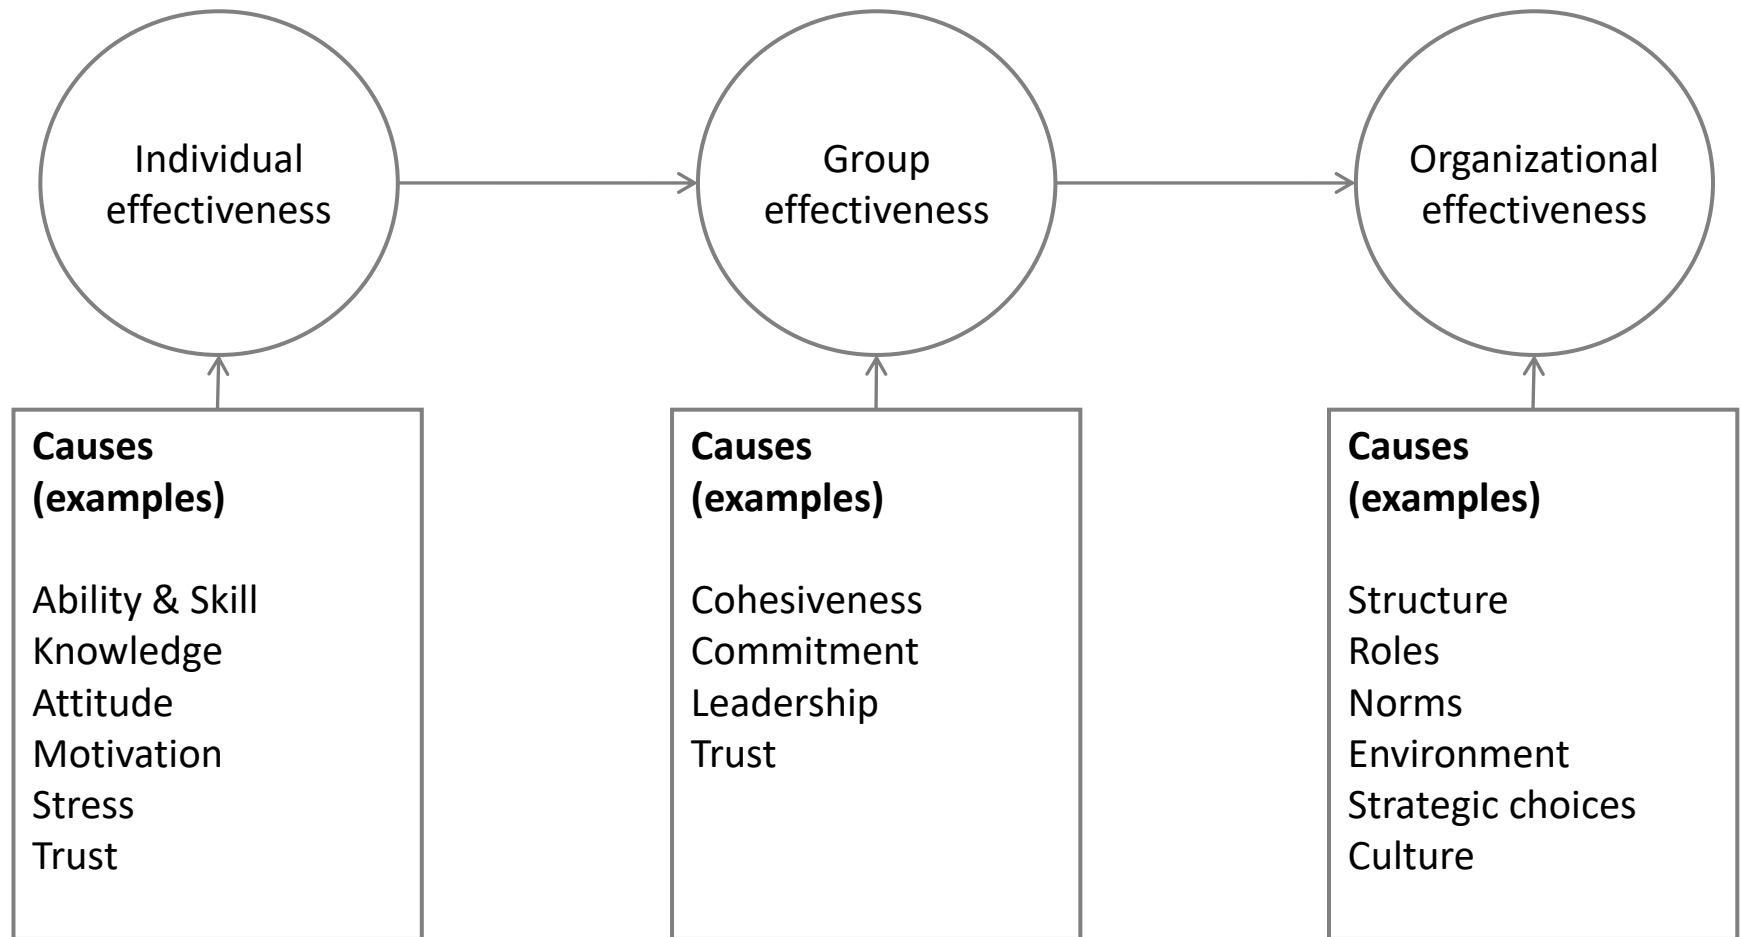 Individual
effectiveness
Group
effectiveness
Organizational
effectiveness
Causes
(examples)
Ability & Skill
Knowledge
Attitude
Motivation
Stress
Trust
Causes
(examples)
Cohesiveness
Commitment
Leadership
Trust
Causes
(examples)
Structure
Roles
Norms
Environment
Strategic choices
Culture